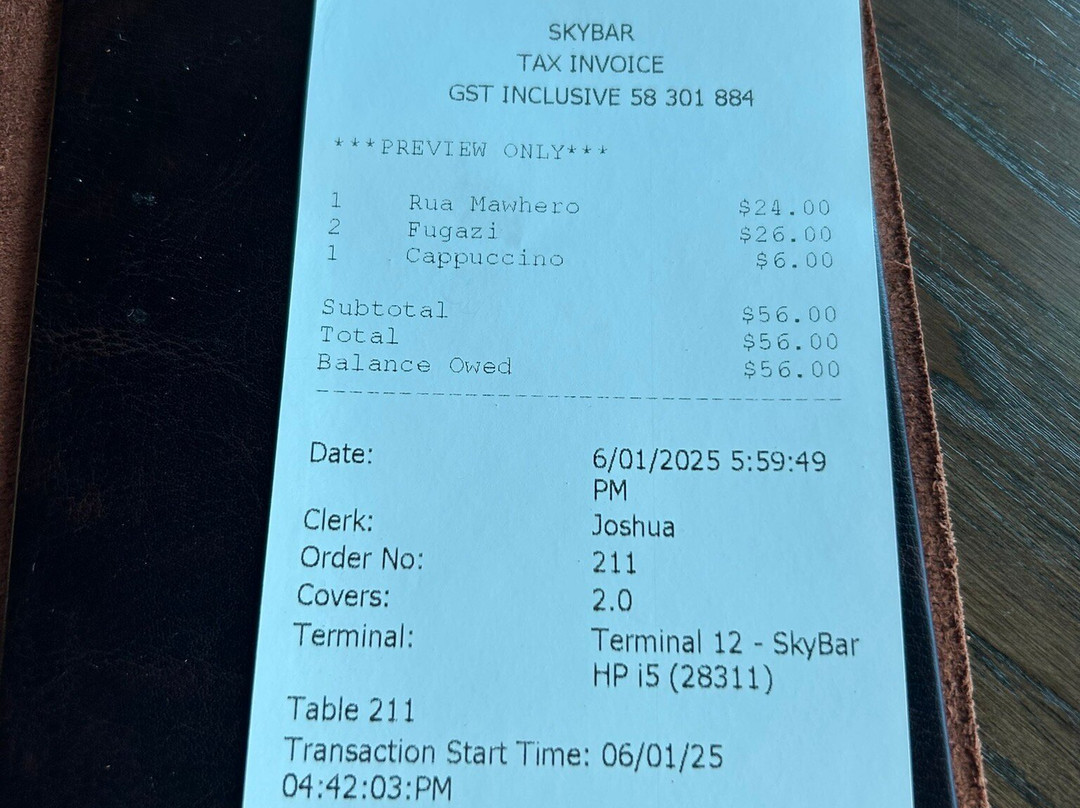 SKYBAR
TAX INVOICE
GST INCLUSIVE 58 301 884
***PREVIEW ONLY***
1 Rua Mawhero $24.00
2 Fugazi $26.00
1 Cappuccino $6.00
Subtotal $56.00
Total $56.00
Balance Owed $56.00
Date: 6/01/2025 5:59:49
PM
Clerk: Joshua
Order No: 211
Covers: 2.0
Terminal: Terminal 12 - SkyBar
HP i5 (28311)
Table 211
Transaction Start Time: 06/01/25
04:42:03:PM